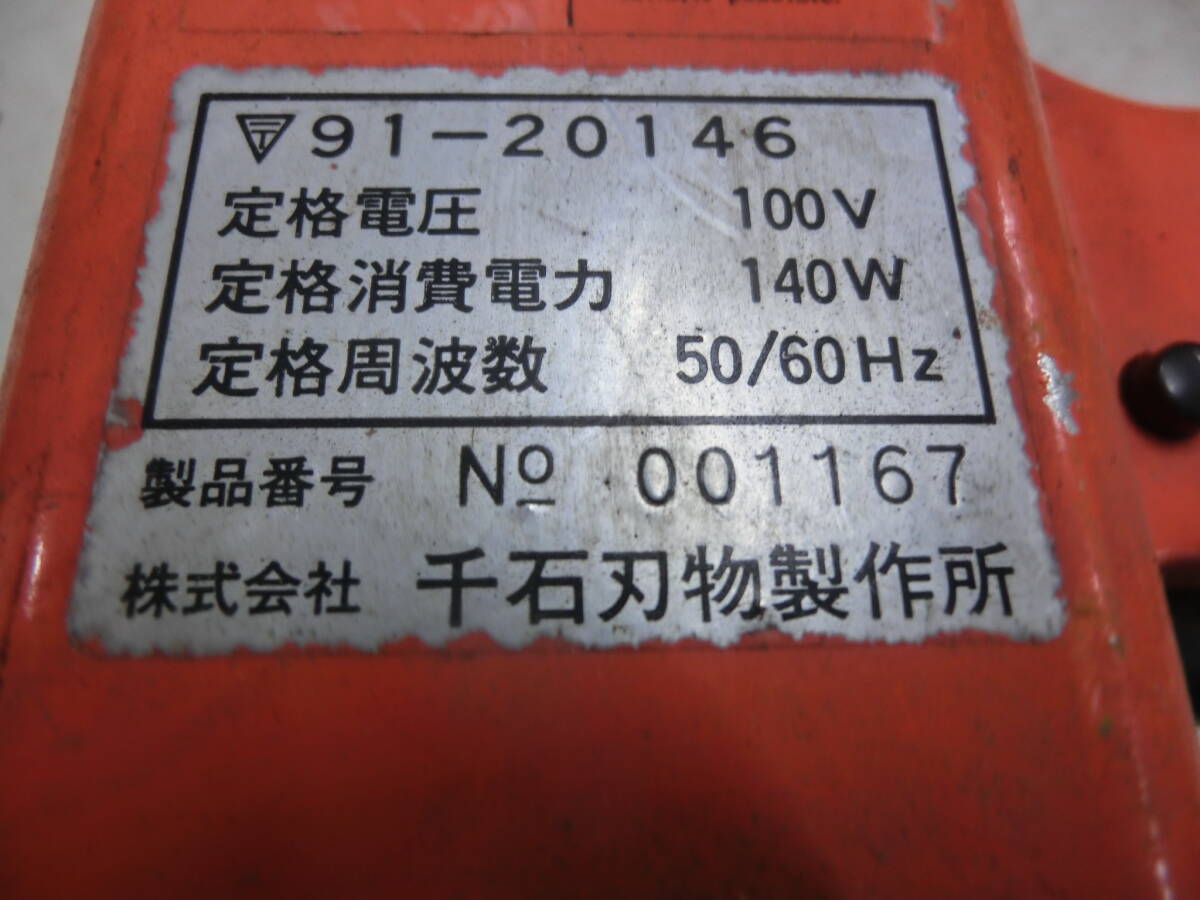 〒91-20146
定格電圧 100V
定格消費電力 140W
定格周波数 50/60Hz
製品番号 № 001167
株式会社 千石刃物製作所